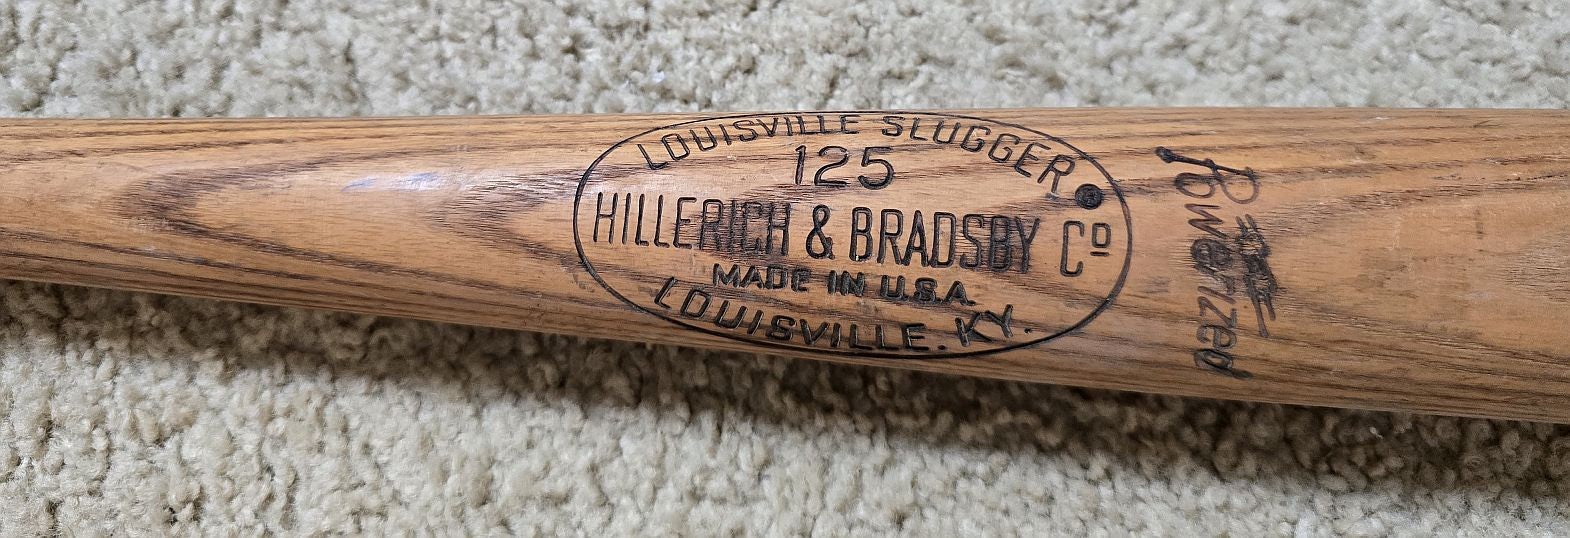 LOUISVILLE SLUGGER
®
125
HILLERICH & BRADSBY Cº
MADE IN U.S.A.
LOUISVILLE. KY.
Powerized